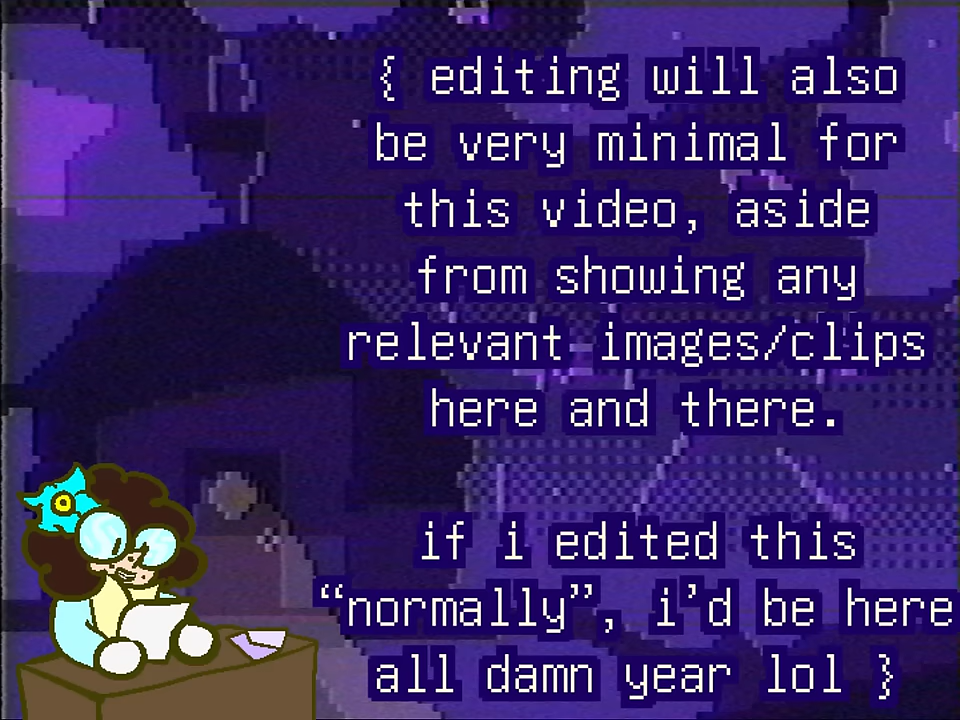 { editing will also
be very minimal for
this video, aside
from showing any
relevant images/clips
here and there.
if i edited this
“normally”, i’d be here
all damn year lol }